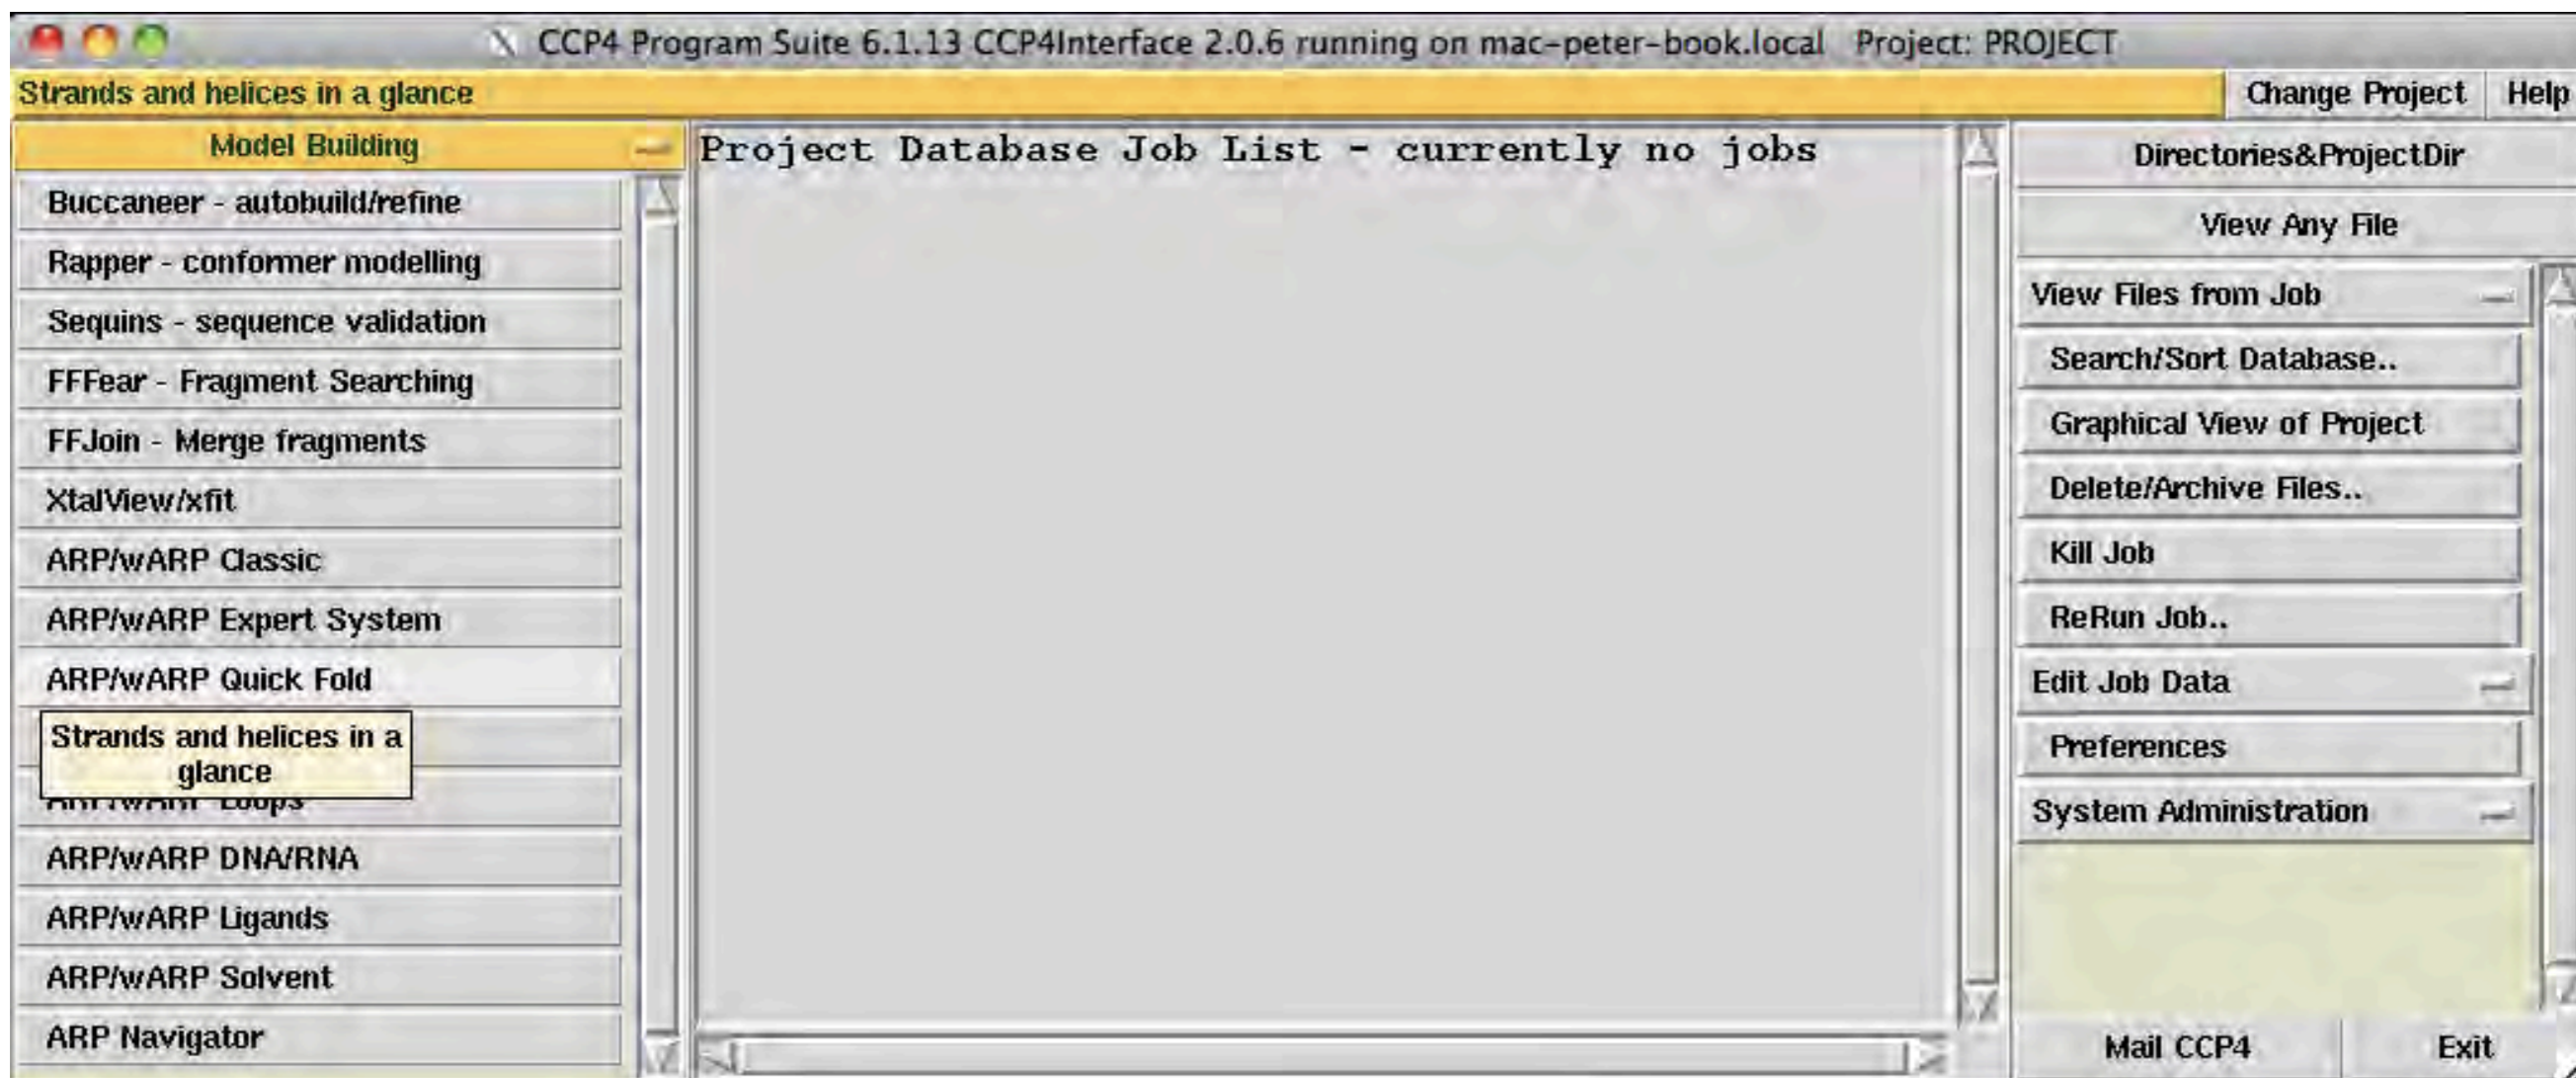 CCP4 Program Suite 6.1.13 CCP4Interface 2.0.6 running on mac-peter-book.local Project: PROJECT
Strands and helices in a glance
Change Project
Help
Model Building
Buccaneer - autobuild/refine
Rapper - conformer modelling
Sequins - sequence validation
FFFear - Fragment Searching
FFJoin - Merge fragments
XtalView/xfit
ARP/wARP Classic
ARP/wARP Expert System
ARP/wARP Quick Fold
Strands and helices in a
glance
ARP/wARP Loops
ARP/wARP DNA/RNA
ARP/wARP Ligands
ARP/wARP Solvent
ARP Navigator
Project Database Job List - currently no jobs
Directories&ProjectDir
View Any File
View Files from Job
Search/Sort Database..
Graphical View of Project
Delete/Archive Files..
Kill Job
ReRun Job..
Edit Job Data
Preferences
System Administration
Mail CCP4
Exit